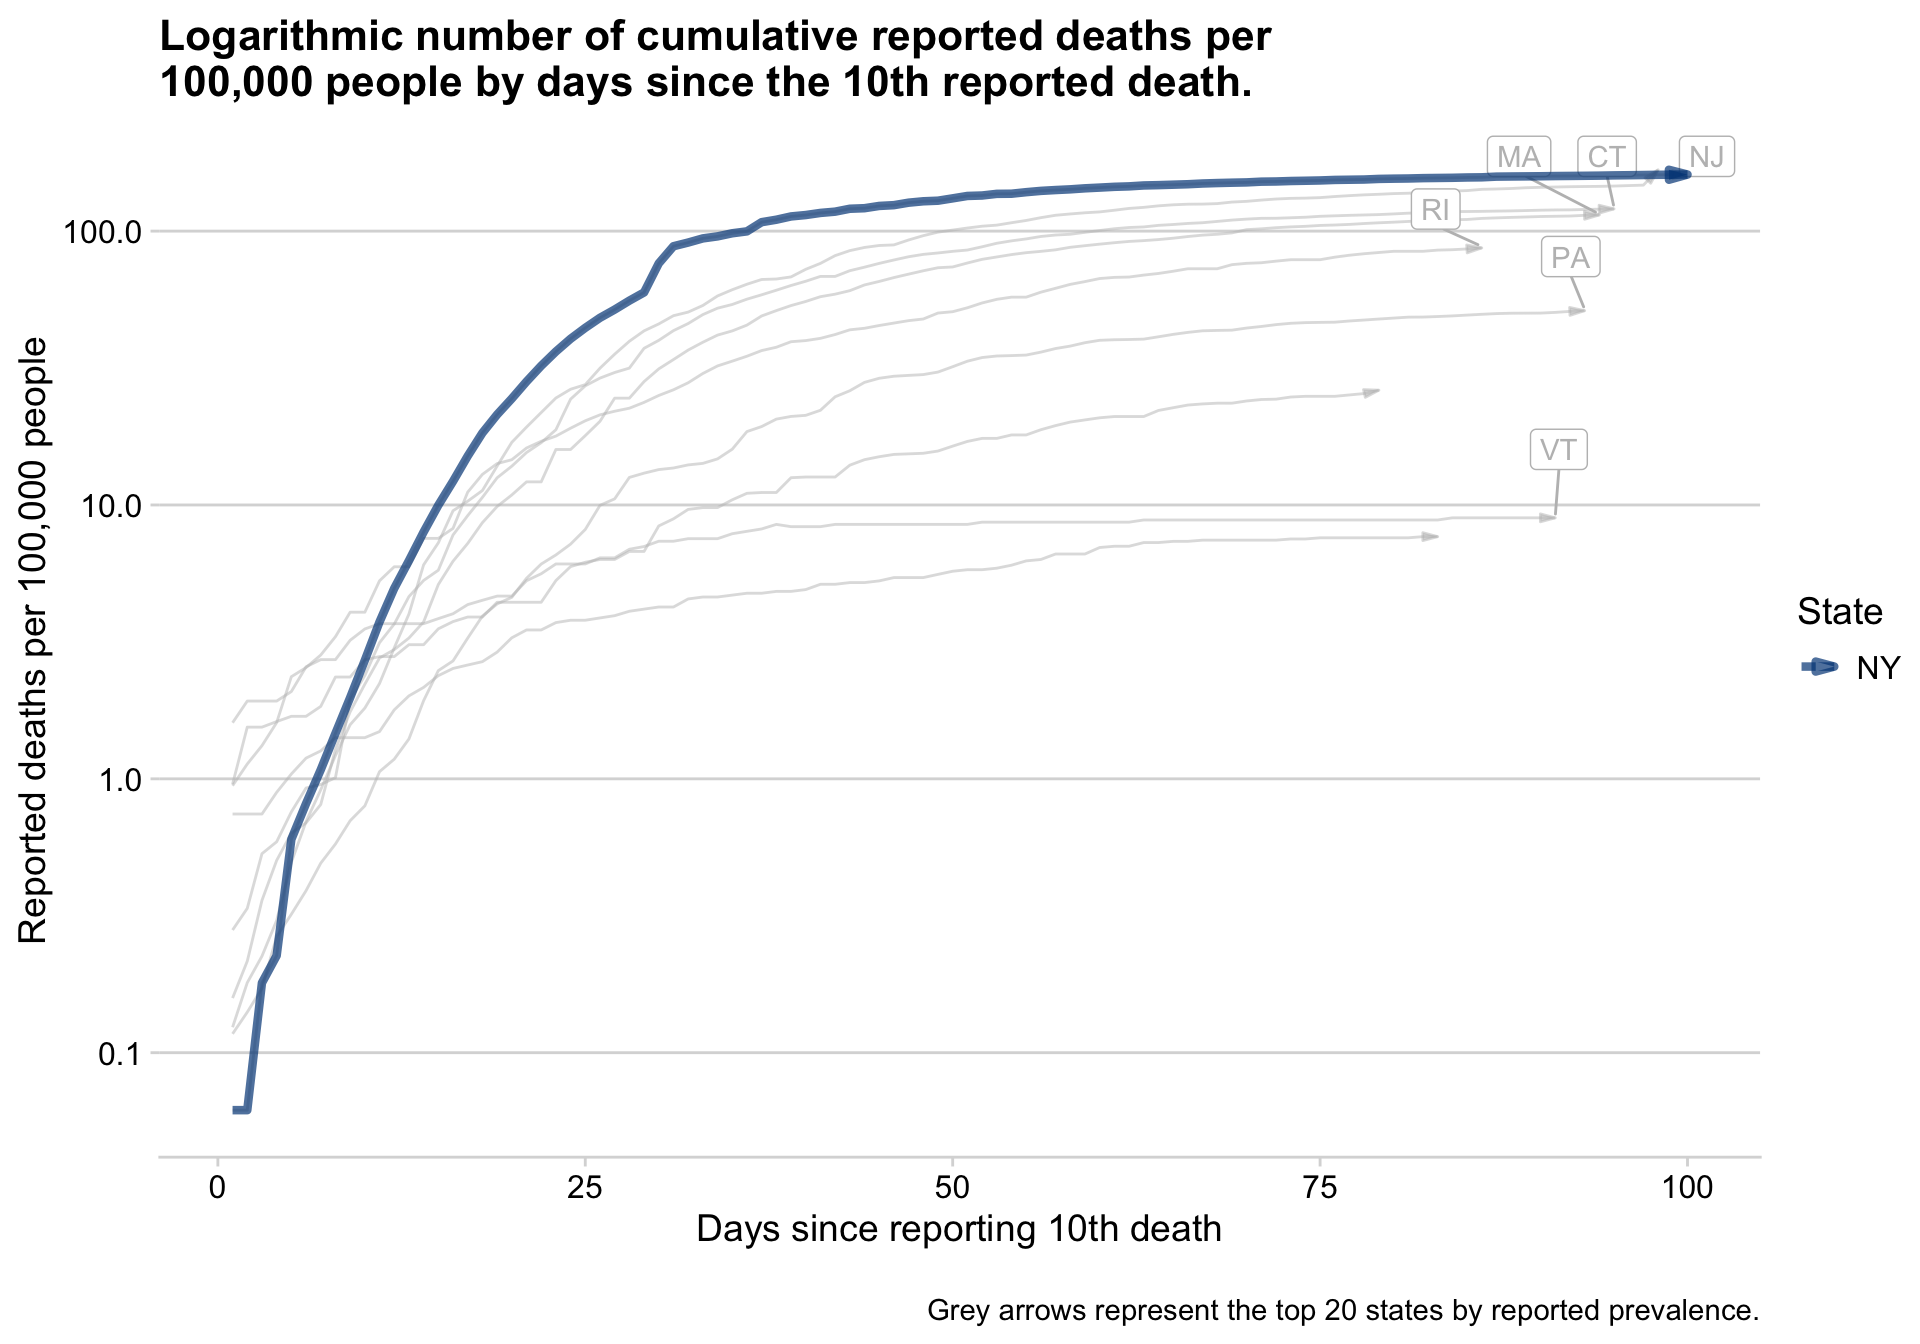 Logarithmic number of cumulative reported deaths per
100,000 people by days since the 10th reported death.
MA
CT
NJ
RI
PA
VT
100.0
10.0
1.0
0.1
Reported deaths per 100,000 people
0
25
50
75
100
Days since reporting 10th death
State
NY
Grey arrows represent the top 20 states by reported prevalence.